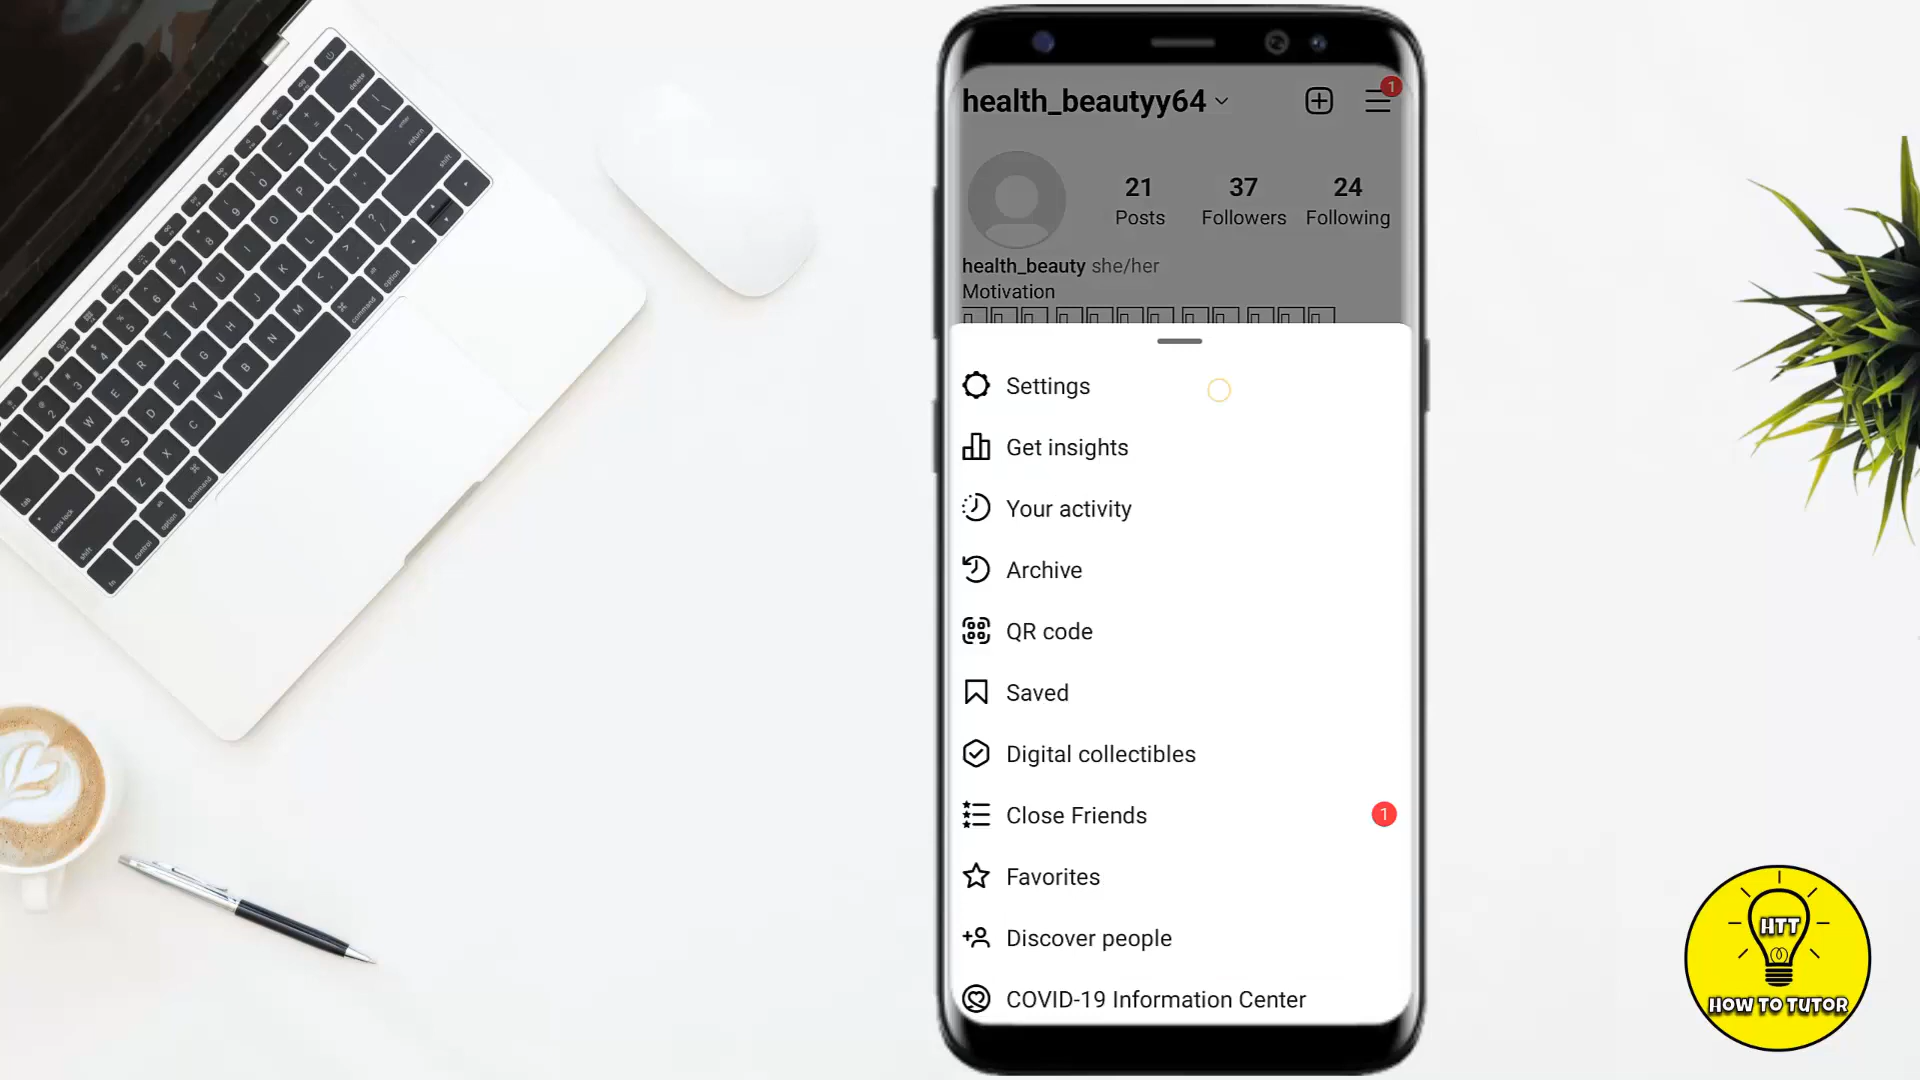 health_beautyy64
1
21 37 24
Posts Followers Following
health_beauty she/her
Motivation
Settings
Get insights
Your activity
Archive
QR code
Saved
Digital collectibles
Close Friends 1
Favorites
Discover people
COVID-19 Information Center
HTT
HOW TO TUTOR